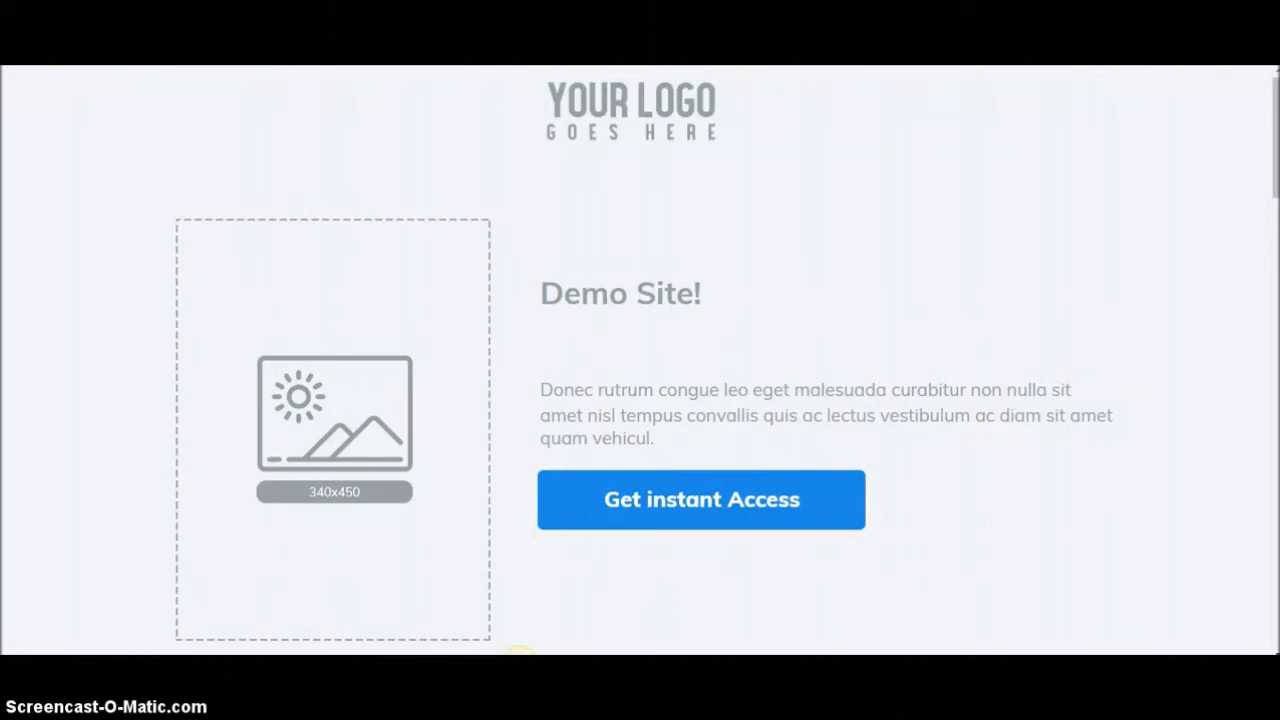 YOUR LOGO
GOES HERE
Demo Site!
Donec rutrum congue leo eget malesuada curabitur non nulla sit
amet nisl tempus convallis quis ac lectus vestibulum ac diam sit amet
quam vehicul.
340x450
Get instant Access
Screencast-O-Matic.com